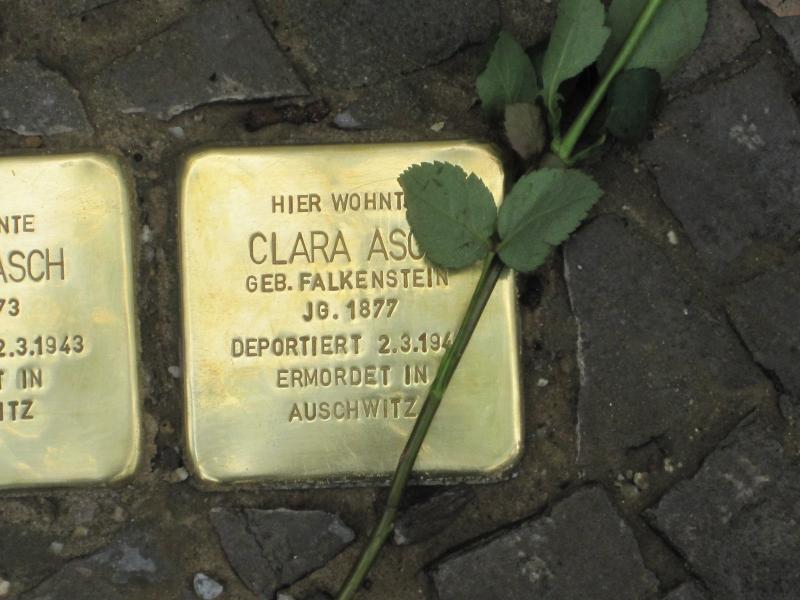 NTE
ASCH
73
2.3.1943
T IN
ITZ
HIER WOHNT
CLARA ASC
GEB. FALKENSTEIN
JG. 1877
DEPORTIERT 2.3.194
ERMORDET IN
AUSCHWITZ